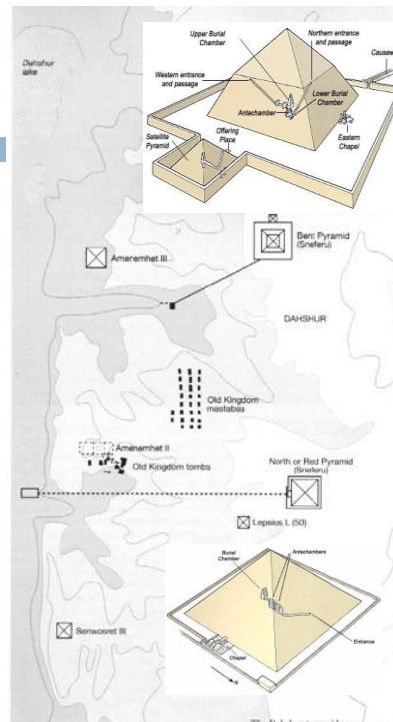 Dahshur
lake
Upper Burial
Chamber
Northern entrance
and passage
Causew
Western entrance
and passage
Lower Burial
Chamber
Antechamber
Satellite
Pyramid
Offering
Place
Eastern
Chapel
Bent Pyramid
(Sneferu)
Amenemhet III
DAHSHUR
Old Kingdom
mastabas
Amenemhet II
Old Kingdom tombs
North or Red Pyramid
(Sneferu)
Lepsius L (50)
Burial
Chamber
Antechambers
Entrance
Chapel
N
Senwosret III